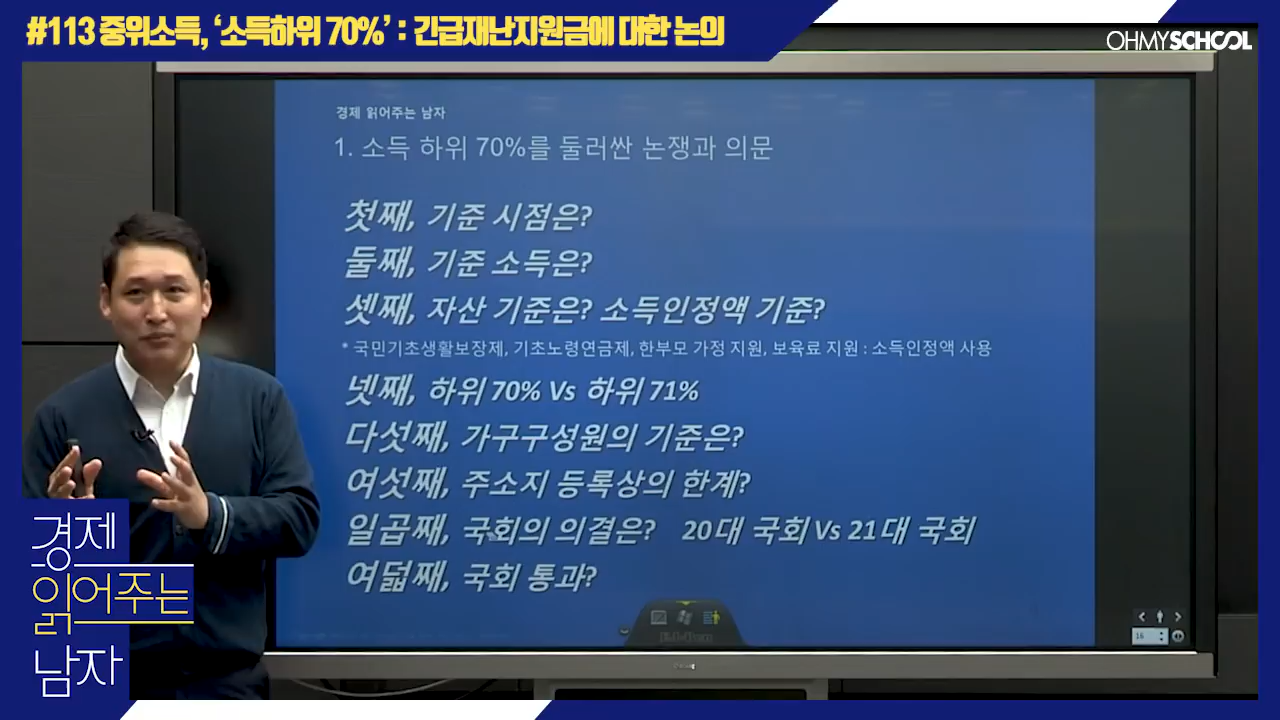 #113 중위소득, ‘소득하위 70%’ : 긴급재난지원금에 대한 논의
OHMYSCHOOL
경제 읽어주는 남자
1. 소득 하위 70%를 둘러싼 논쟁과 의문
첫째, 기준 시점은?
둘째, 기준 소득은?
셋째, 자산 기준은? 소득인정액 기준?
* 국민기초생활보장제, 기초노령연금제, 한부모 가정 지원, 보육료 지원 : 소득인정액 사용
넷째, 하위 70% Vs 하위 71%
다섯째, 가구구성원의 기준은?
여섯째, 주소지 등록상의 한계?
일곱째, 국회의 의결은? 20대 국회 Vs 21대 국회
여덟째, 국회 통과?
16
경제
읽어주는
남자